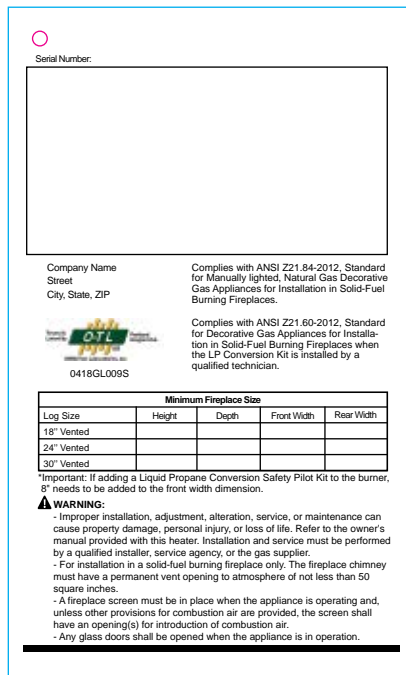 Serial Number:
Company Name
Street
City, State, ZIP
Complies with ANSI Z21.84-2012, Standard
for Manually lighted, Natural Gas Decorative
Gas Appliances for Installation in Solid-Fuel
Burning Fireplaces.
Complies with ANSI Z21.60-2012, Standard
for Decorative Gas Appliances for Installa-
tion in Solid-Fuel Burning Fireplaces when
the LP Conversion Kit is installed by a
qualified technician.
O.T.L
0418GL009S
Minimum Fireplace Size
Log Size Height Depth Front Width Rear Width
18" Vented
24" Vented
30" Vented
*Important: If adding a Liquid Propane Conversion Safety Pilot Kit to the burner,
8" needs to be added to the front width dimension.
WARNING:
- Improper installation, adjustment, alteration, service, or maintenance can
cause property damage, personal injury, or loss of life. Refer to the owner's
manual provided with this heater. Installation and service must be performed
by a qualified installer, service agency, or the gas supplier.
- For installation in a solid-fuel burning fireplace only. The fireplace chimney
must have a permanent vent opening to atmosphere of not less than 50
square inches.
- A fireplace screen must be in place when the appliance is operating and,
unless other provisions for combustion air are provided, the screen shall
have an opening(s) for introduction of combustion air.
- Any glass doors shall be opened when the appliance is in operation.